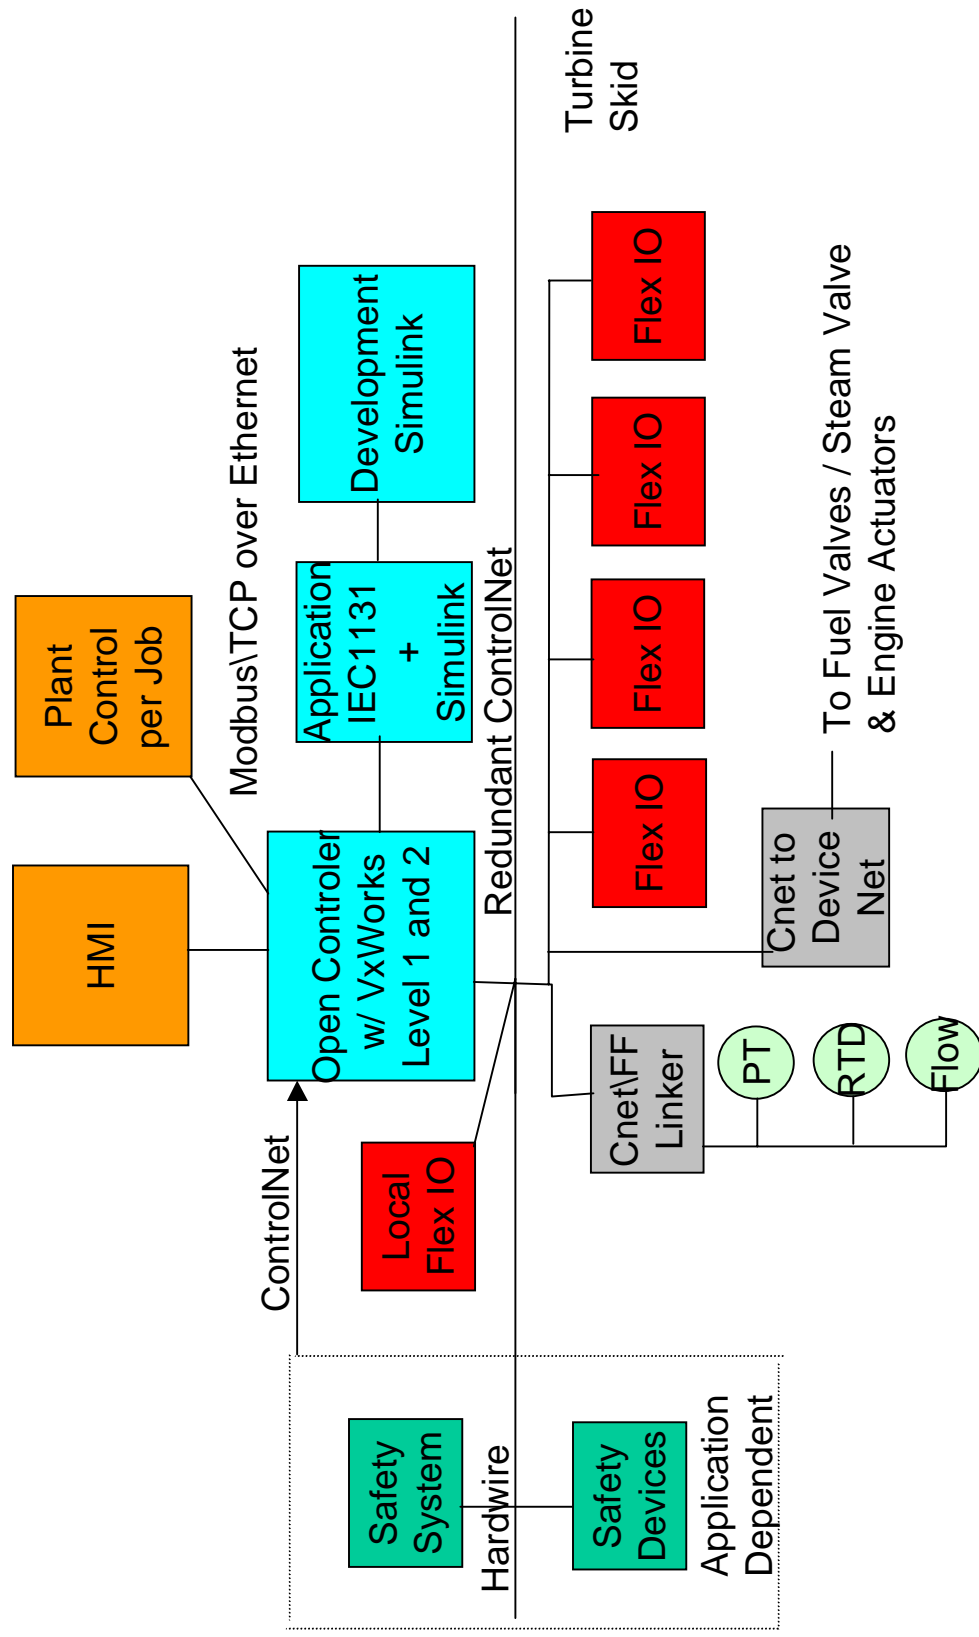 HMI
Plant
Control
per Job
Modbus\TCP over Ethernet
ControlNet
Open Controler
w/ VxWorks
Level 1 and 2
Application
IEC1131
+
Simulink
Development
Simulink
Safety
System
Local
Flex IO
Hardwire
Redundant ControlNet
Turbine
Skid
Safety
Devices
Application
Dependent
Cnet\FF
Linker
PT
RTD
Flow
Cnet to
Device
Net
Flex IO
Flex IO
Flex IO
Flex IO
To Fuel Valves / Steam Valve
& Engine Actuators